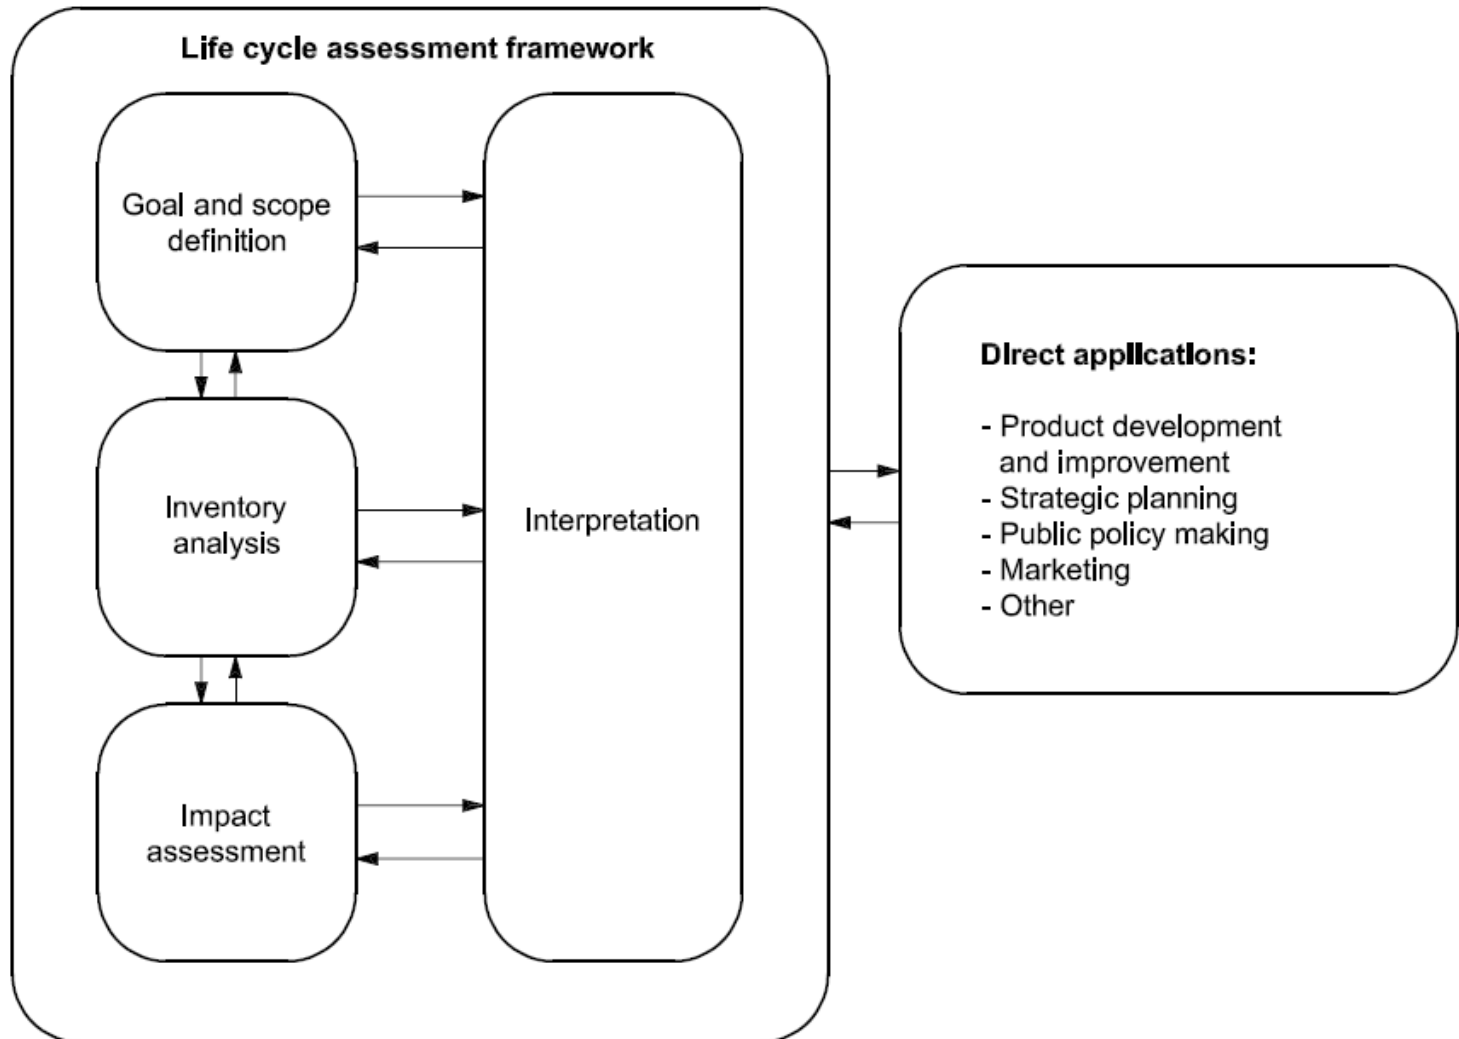 Life cycle assessment framework
Goal and scope
definition
Inventory
analysis
Impact
assessment
Interpretation
Direct applications:
- Product development
and improvement
- Strategic planning
- Public policy making
- Marketing
- Other